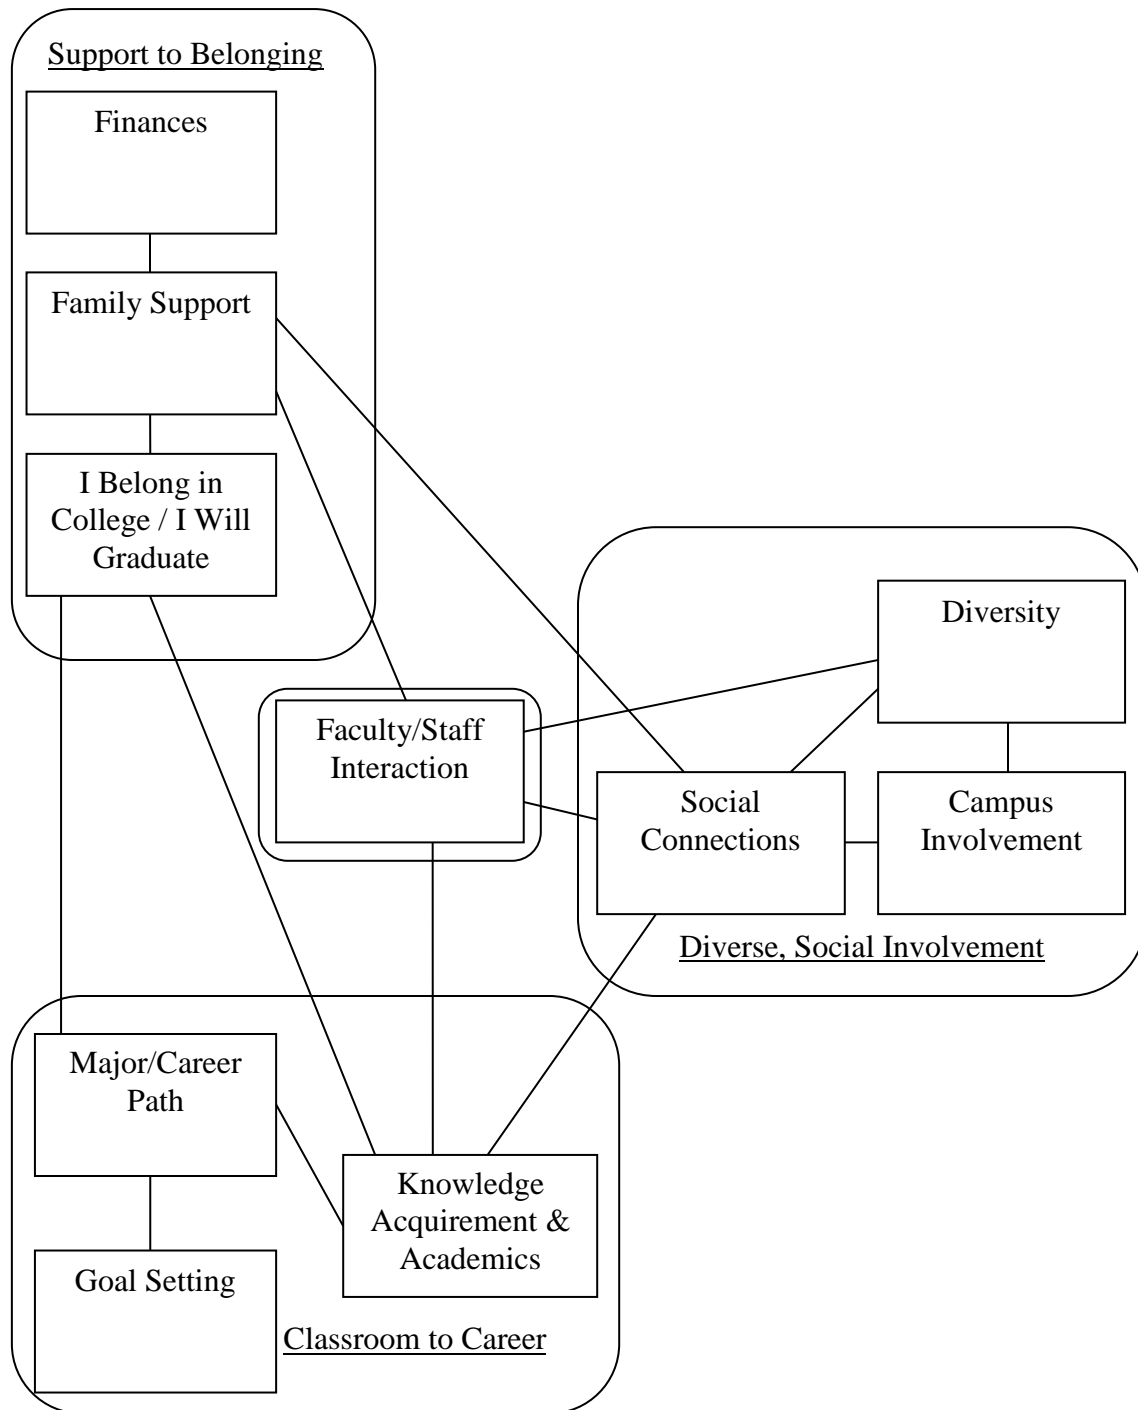 Support to Belonging
Finances
Family Support
I Belong in
College / I Will
Graduate
Diversity
Faculty/Staff
Interaction
Social
Connections
Campus
Involvement
Diverse, Social Involvement
Major/Career
Path
Knowledge
Acquirement &
Academics
Goal Setting
Classroom to Career